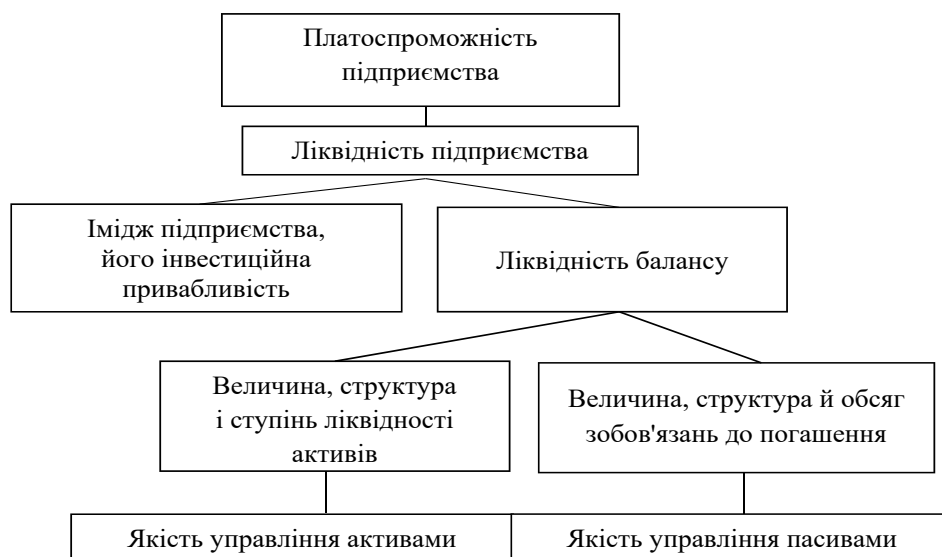 Платоспроможність
підприємства
Ліквідність підприємства
Імідж підприємства,
його інвестиційна
привабливість
Ліквідність балансу
Величина, структура
і ступінь ліквідності
активів
Величина, структура й обсяг
зобов'язань до погашення
Якість управління активами
Якість управління пасивами